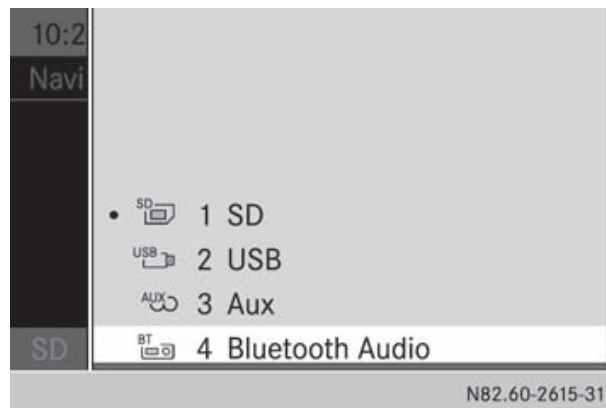 10:2
Navi
• SD 1 SD
USB 2 USB
AUX 3 Aux
SD BT 4 Bluetooth Audio
N82.60-2615-31